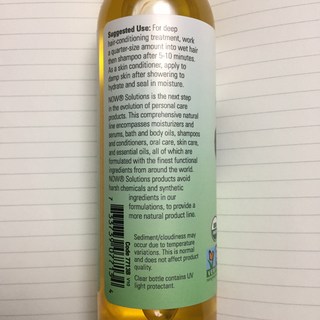 Suggested Use: For deep
hair-conditioning treatment, work
a quarter-size amount into wet hair
then shampoo after 5-10 minutes.
As a skin conditioner, apply to
damp skin after showering to
hydrate and seal in moisture.
NOW® Solutions is the next step
in the evolution of personal care
products. This comprehensive natural
line encompasses moisturizers and
serums, bath and body oils, shampoo
and conditioners, oral care, skin care,
and essential oils, all of which are
formulated with the finest functional
ingredients from around the world.
NOW® Solutions products avoid
harsh chemicals and synthetic
ingredients in our
formulations, to provide a
more natural product line.
Sediment/cloudiness may
occur due to temperature
variations. This is normal
and does not affect product
quality.
Clear bottle contains UV
light protectant.